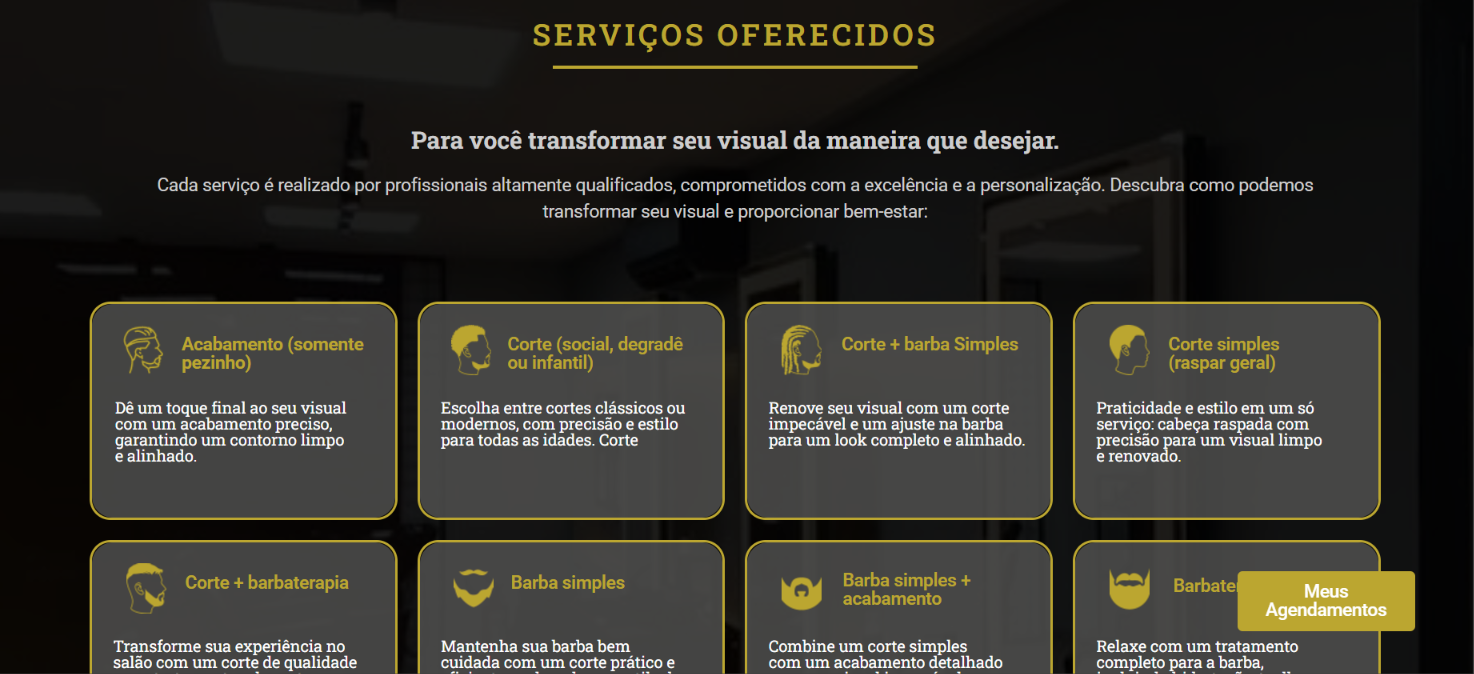 SERVIÇOS OFERECIDOS
Para você transformar seu visual da maneira que desejar.
Cada serviço é realizado por profissionais altamente qualificados, comprometidos com a excelência e a personalização. Descubra como podemos
transformar seu visual e proporcionar bem-estar:
Acabamento (somente
pezinho)
Dê um toque final ao seu visual
com um acabamento preciso,
garantindo um contorno limpo
e alinhado.
Corte (social, degradê
ou infantil)
Escolha entre cortes clássicos ou
modernos, com precisão e estilo
para todas as idades. Corte
Corte + barba Simples
Renove seu visual com um corte
impecável e um ajuste na barba
para um look completo e alinhado.
Corte simples
(raspar geral)
Praticidade e estilo em um só
serviço: cabeça raspada com
precisão para um visual limpo
e renovado.
Corte + barbaterapia
Transforme sua experiência no
salão com um corte de qualidade
Barba simples
Mantenha sua barba bem
cuidada com um corte prático e
Barba simples +
acabamento
Combine um corte simples
com um acabamento detalhado
Relaxe com um tratamento
completo para a barba,
Meus
Agendamentos